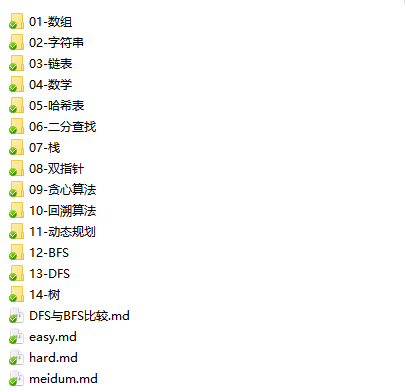 01-数组
02-字符串
03-链表
04-数学
05-哈希表
06-二分查找
07-栈
08-双指针
09-贪心算法
10-回溯算法
11-动态规划
12-BFS
13-DFS
14-树
DFS与BFS比较.md
easy.md
hard.md
meidum.md